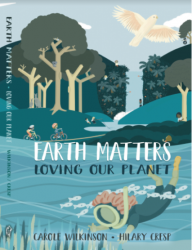 EARTH MATTERS
LOVING OUR PLANET
CAROLE WILKINSON • HILARY CRESP
EARTH MATTERS • LOVING OUR PLANET
WILKINSON • CRESP